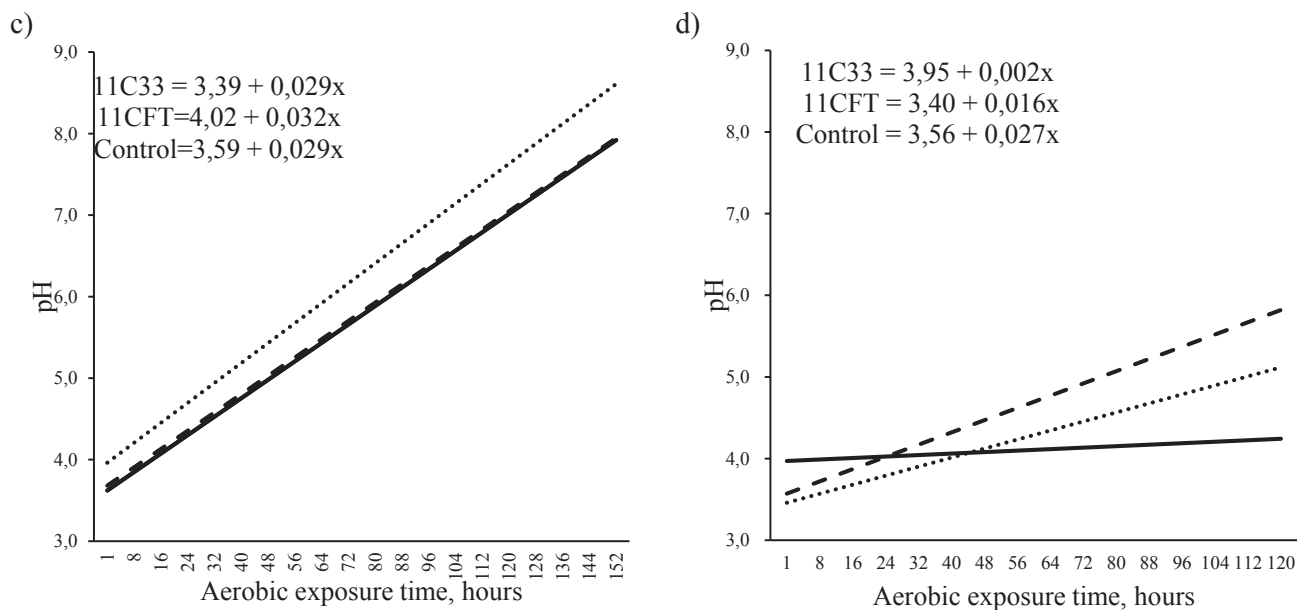 c)
9,0
8,0
7,0
6,0
5,0
4,0
3,0
pH
11C33 = 3,39 + 0,029x
11CFT=4,02 + 0,032x
Control=3,59 + 0,029x
1 8 16 24 32 40 48 56 64 72 80 88 96 104 112 120 128 136 144 152
Aerobic exposure time, hours
d)
9,0
8,0
7,0
6,0
5,0
4,0
3,0
pH
11C33 = 3,95 + 0,002x
11CFT = 3,40 + 0,016x
Control = 3,56 + 0,027x
1 8 16 24 32 40 48 56 64 72 80 88 96 104 112 120
Aerobic exposure time, hours